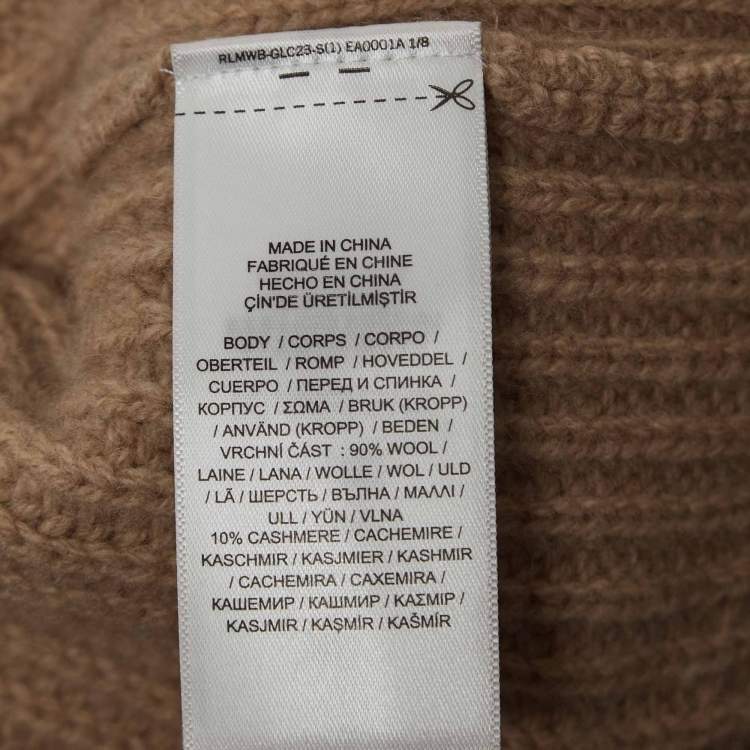 RLMWB-GLC23-S(1) EA0001A 1/8
MADE IN CHINA
FABRIQUÉ EN CHINE
HECHO EN CHINA
ÇİN'DE ÜRETİLMİŞTİR
BODY / CORPS / CORPO /
OBERTEIL / ROMP / HOVEDDEL /
CUERPO / ПЕРЕД И СПИНКА /
КОРПУС / ΣΩΜΑ / BRUK (KROPP)
/ ANVÄND (KROPP) / BEDEN /
VRCHNÍ ČÁST : 90% WOOL /
LAINE / LANA / WOLLE / WOL / ULD
/ LÃ / ШЕРСТЬ / ВЪЛНА / ΜΑΛΛΙ /
ULL / YÜN / VLNA
10% CASHMERE / CACHEMIRE /
KASCHMIR / KASJMIER / KASHMIR
/ CACHEMIRA / CAXEMIRA /
КАШЕМИР / КАШМИР / ΚΑΣΜΙΡ /
KASJMIR / KAŞMİR / KAŠMÍR